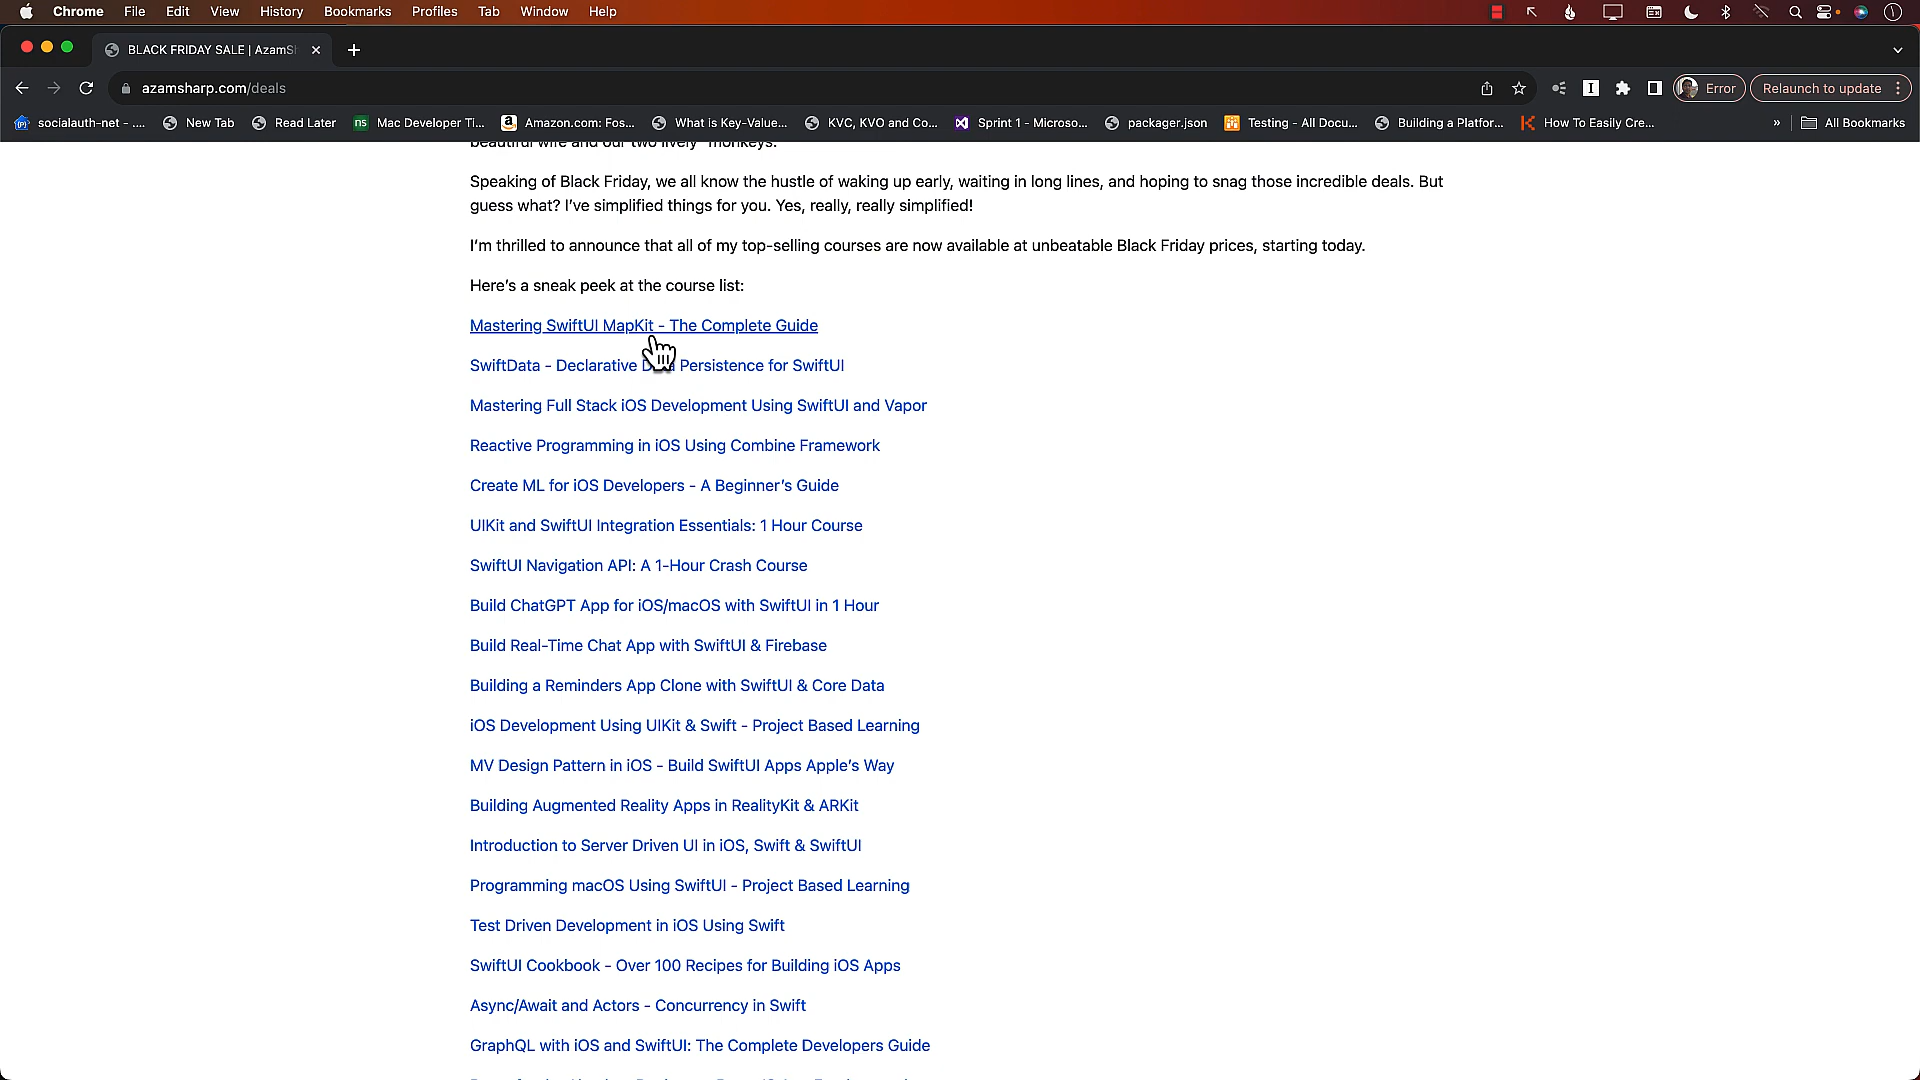 Chrome File Edit View History Bookmarks Profiles Tab Window Help
BLACK FRIDAY SALE | AzamSh
azamsharp.com/deals
Error
Relaunch to update
socialauth-net - .... New Tab Read Later Mac Developer Ti... Amazon.com: Fos... What is Key-Value... KVC, KVO and Co... Sprint 1 - Microso... packager.json Testing - All Docu... Building a Platfor... How To Easily Cre... » All Bookmarks
beautiful wife and our two lively "monkeys."
Speaking of Black Friday, we all know the hustle of waking up early, waiting in long lines, and hoping to snag those incredible deals. But
guess what? I've simplified things for you. Yes, really, really simplified!
I'm thrilled to announce that all of my top-selling courses are now available at unbeatable Black Friday prices, starting today.
Here's a sneak peek at the course list:
Mastering SwiftUI MapKit - The Complete Guide
SwiftData - Declarative Data Persistence for SwiftUI
Mastering Full Stack iOS Development Using SwiftUI and Vapor
Reactive Programming in iOS Using Combine Framework
Create ML for iOS Developers - A Beginner's Guide
UIKit and SwiftUI Integration Essentials: 1 Hour Course
SwiftUI Navigation API: A 1-Hour Crash Course
Build ChatGPT App for iOS/macOS with SwiftUI in 1 Hour
Build Real-Time Chat App with SwiftUI & Firebase
Building a Reminders App Clone with SwiftUI & Core Data
iOS Development Using UIKit & Swift - Project Based Learning
MV Design Pattern in iOS - Build SwiftUI Apps Apple's Way
Building Augmented Reality Apps in RealityKit & ARKit
Introduction to Server Driven UI in iOS, Swift & SwiftUI
Programming macOS Using SwiftUI - Project Based Learning
Test Driven Development in iOS Using Swift
SwiftUI Cookbook - Over 100 Recipes for Building iOS Apps
Async/Await and Actors - Concurrency in Swift
GraphQL with iOS and SwiftUI: The Complete Developers Guide